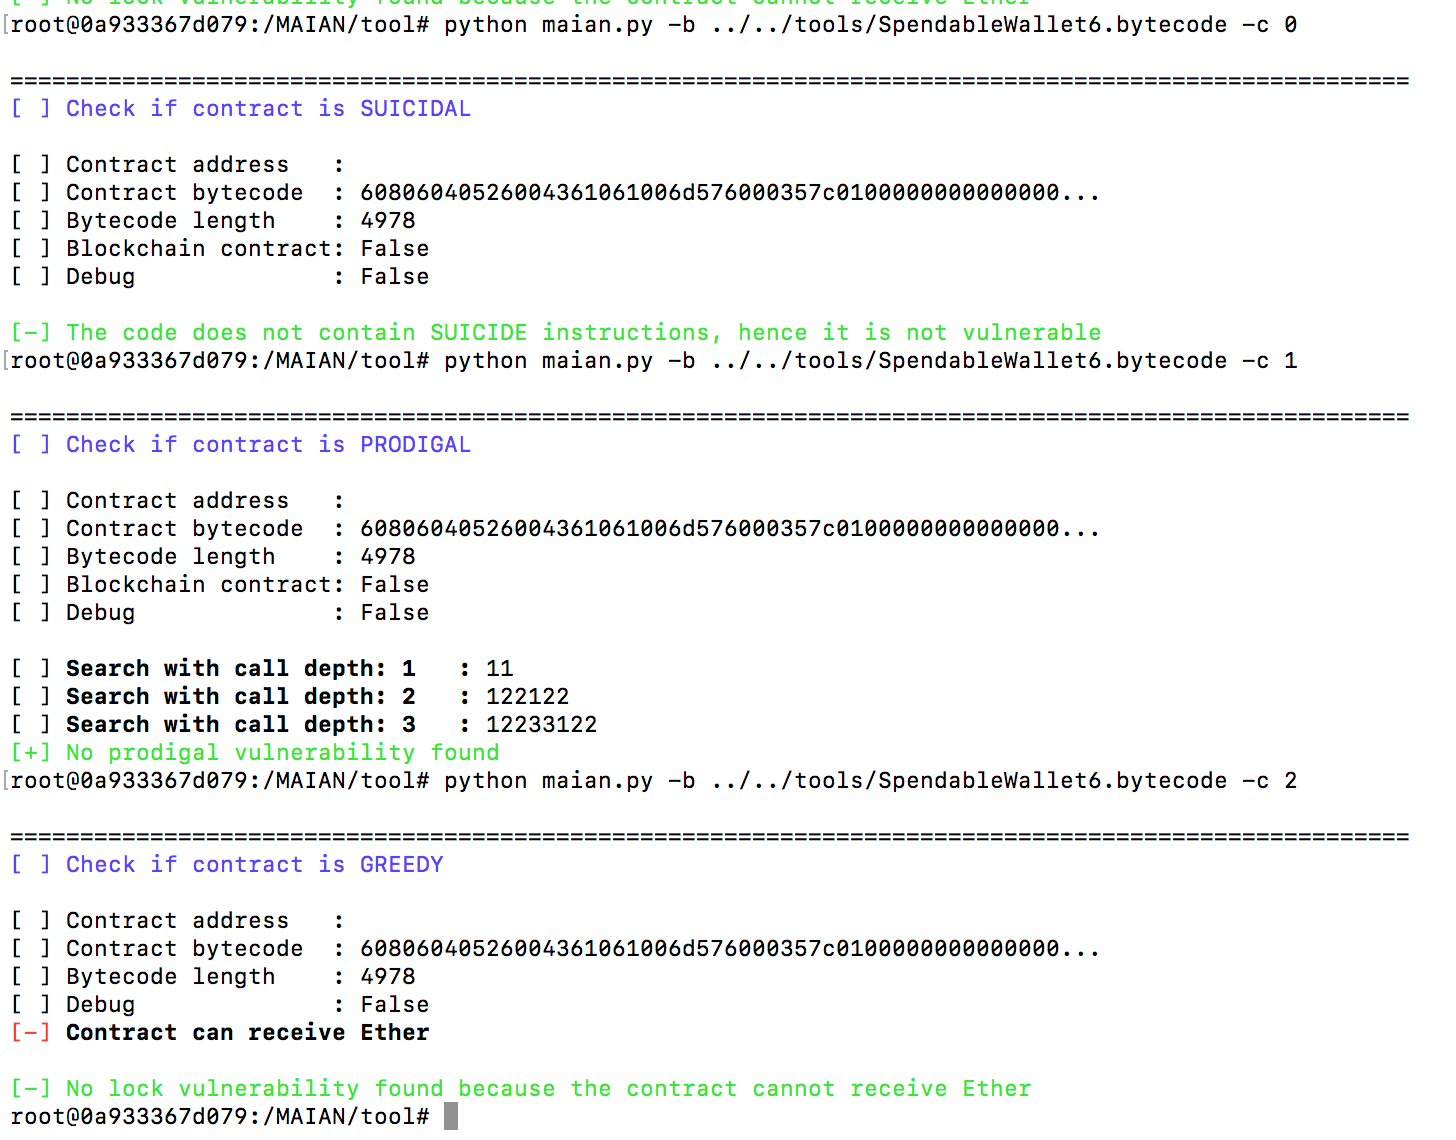 [ ] No lock vulnerability found because the contract cannot receive Ether
[root@0a933367d079:/MAIAN/tool# python maian.py -b ../../tools/SpendableWallet6.bytecode -c 0
====================================================================================================
[ ] Check if contract is SUICIDAL
[ ] Contract address   :
[ ] Contract bytecode  : 60806040526004361061006d576000357c0100000000000000...
[ ] Bytecode length    : 4978
[ ] Blockchain contract: False
[ ] Debug              : False
[-] The code does not contain SUICIDE instructions, hence it is not vulnerable
[root@0a933367d079:/MAIAN/tool# python maian.py -b ../../tools/SpendableWallet6.bytecode -c 1
====================================================================================================
[ ] Check if contract is PRODIGAL
[ ] Contract address   :
[ ] Contract bytecode  : 60806040526004361061006d576000357c0100000000000000...
[ ] Bytecode length    : 4978
[ ] Blockchain contract: False
[ ] Debug              : False
[ ] Search with call depth: 1   : 11
[ ] Search with call depth: 2   : 122122
[ ] Search with call depth: 3   : 12233122
[+] No prodigal vulnerability found
[root@0a933367d079:/MAIAN/tool# python maian.py -b ../../tools/SpendableWallet6.bytecode -c 2
====================================================================================================
[ ] Check if contract is GREEDY
[ ] Contract address   :
[ ] Contract bytecode  : 60806040526004361061006d576000357c0100000000000000...
[ ] Bytecode length    : 4978
[ ] Debug              : False
[-] Contract can receive Ether
[-] No lock vulnerability found because the contract cannot receive Ether
root@0a933367d079:/MAIAN/tool#